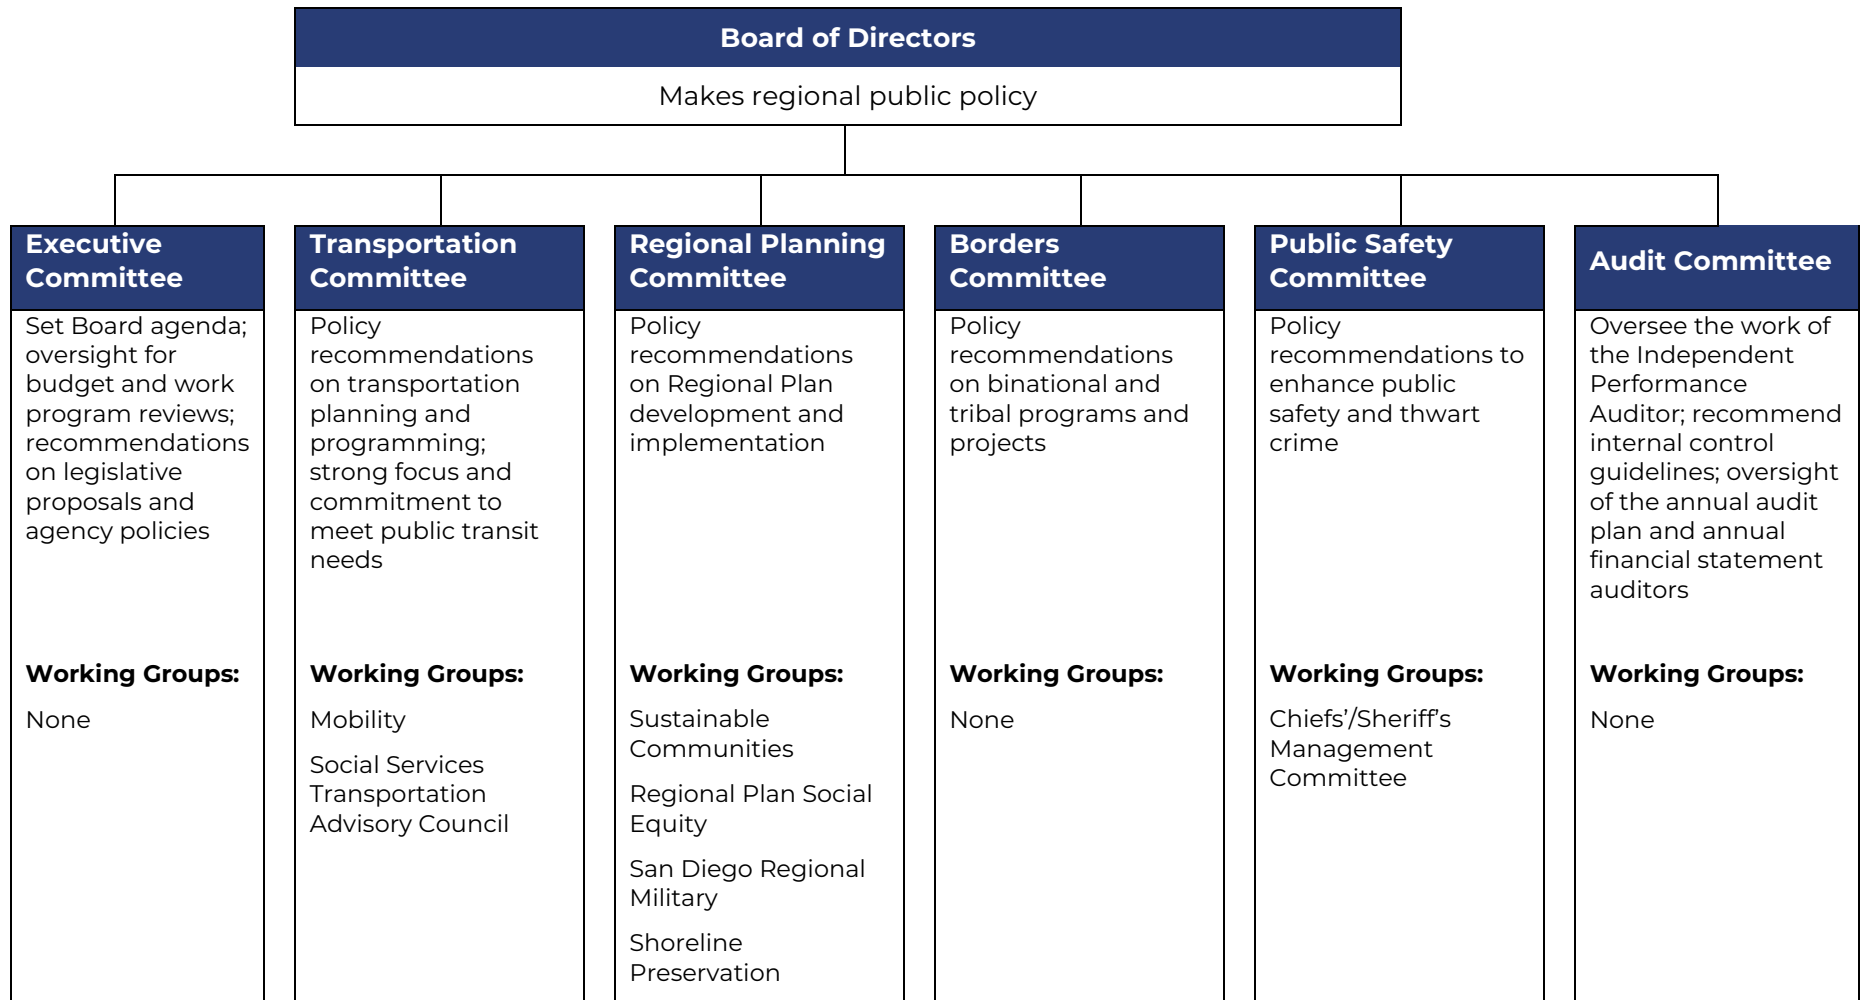 Board of Directors
Makes regional public policy
Executive
Committee
Set Board agenda;
oversight for
budget and work
program reviews;
recommendations
on legislative
proposals and
agency policies
Working Groups:
None
Transportation
Committee
Policy
recommendations
on transportation
planning and
programming;
strong focus and
commitment to
meet public transit
needs
Working Groups:
Mobility
Social Services
Transportation
Advisory Council
Regional Planning
Committee
Policy
recommendations
on Regional Plan
development and
implementation
Working Groups:
Sustainable
Communities
Regional Plan Social
Equity
San Diego Regional
Military
Shoreline
Preservation
Borders
Committee
Policy
recommendations
on binational and
tribal programs and
projects
Working Groups:
None
Public Safety
Committee
Policy
recommendations to
enhance public
safety and thwart
crime
Working Groups:
Chiefs’/Sheriff’s
Management
Committee
Audit Committee
Oversee the work of
the Independent
Performance
Auditor; recommend
internal control
guidelines; oversight
of the annual audit
plan and annual
financial statement
auditors
Working Groups:
None